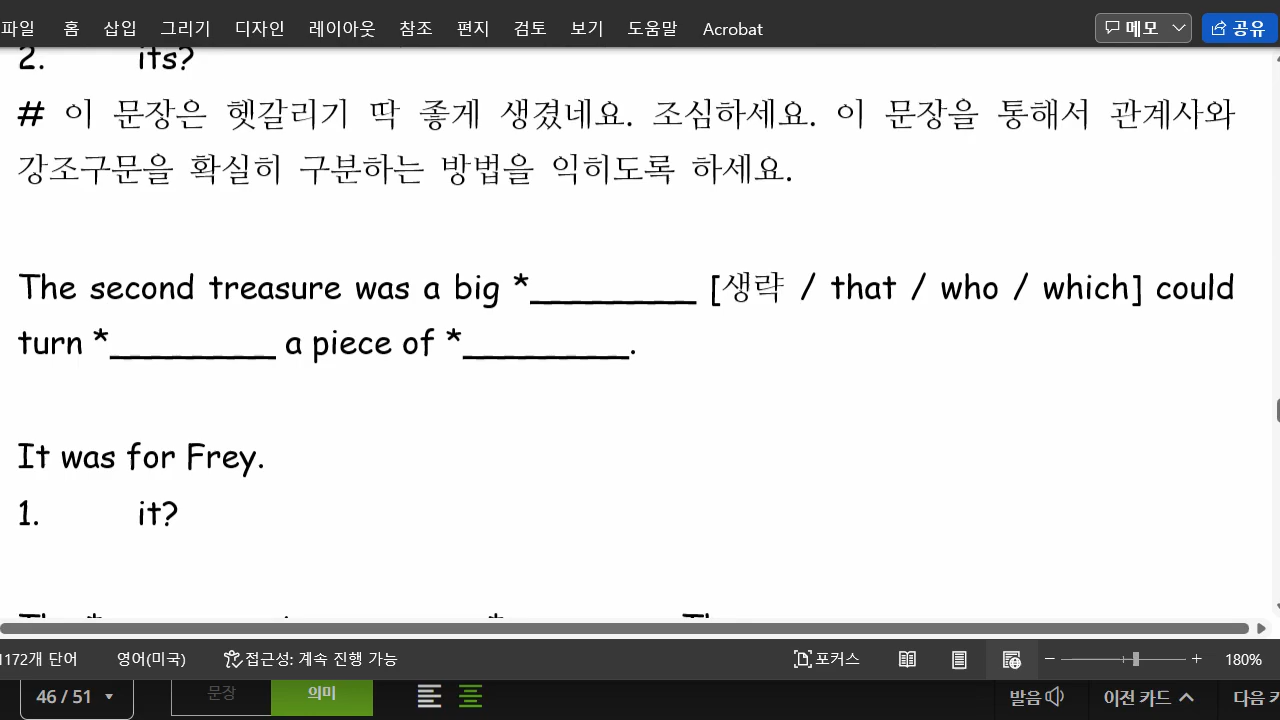 파일 홈 삽입 그리기 디자인 레이아웃 참조 편지 검토 보기 도움말 Acrobat 메모 공유
2. its?
# 이 문장은 헷갈리기 딱 좋게 생겼네요. 조심하세요. 이 문장을 통해서 관계사와
강조구문을 확실히 구분하는 방법을 익히도록 하세요.
The second treasure was a big *________ [생략 / that / who / which] could
turn *________ a piece of *________.
It was for Frey.
1. it?
1172개 단어 영어(미국) 접근성: 계속 진행 가능 포커스 180%
46 / 51 문장 의미 발음 이전 카드 다음